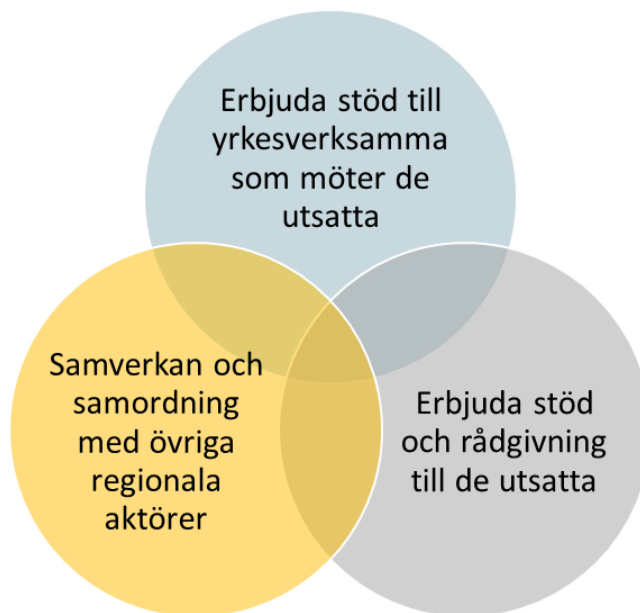 Erbjuda stöd till
yrkesverksamma
som möter de
utsatta
Samverkan och
samordning
med övriga
regionala
aktörer
Erbjuda stöd
och rådgivning
till de utsatta